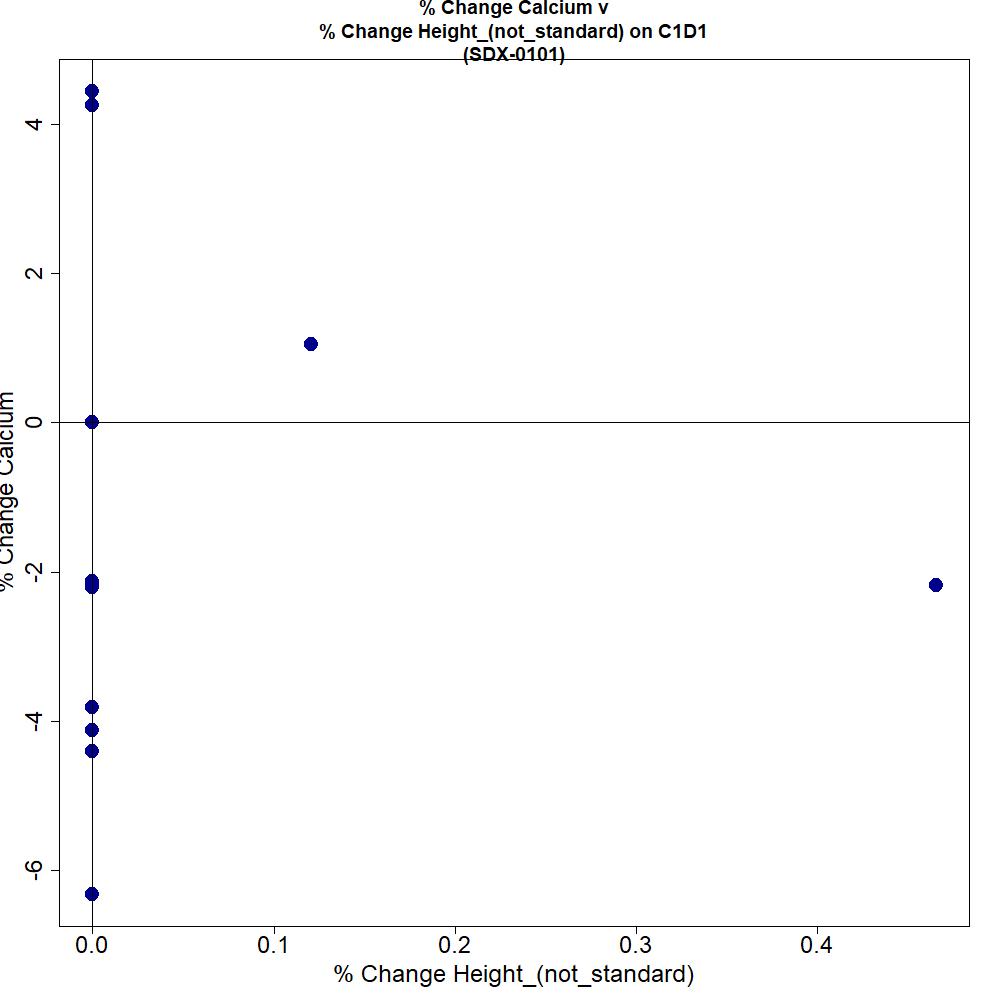 % Change Calcium v
% Change Height_(not_standard) on C1D1
(SDX-0101)
% Change Calcium
4
2
0
-2
-4
-6
0.0 0.1 0.2 0.3 0.4
% Change Height_(not_standard)